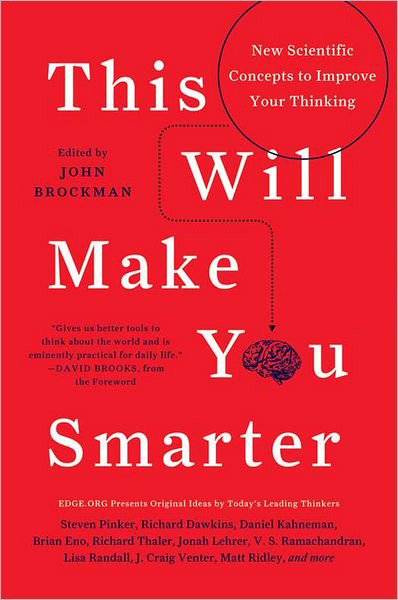 This
New Scientific
Concepts to Improve
Your Thinking
Edited by
JOHN
BROCKMAN
Will
Make
“Gives us better tools to
think about the world and is
eminently practical for daily life.”
—DAVID BROOKS, from
the Foreword
Y u
Smarter
EDGE.ORG Presents Original Ideas by Today's Leading Thinkers
Steven Pinker, Richard Dawkins, Daniel Kahneman,
Brian Eno, Richard Thaler, Jonah Lehrer, V. S. Ramachandran,
Lisa Randall, J. Craig Venter, Matt Ridley, and more